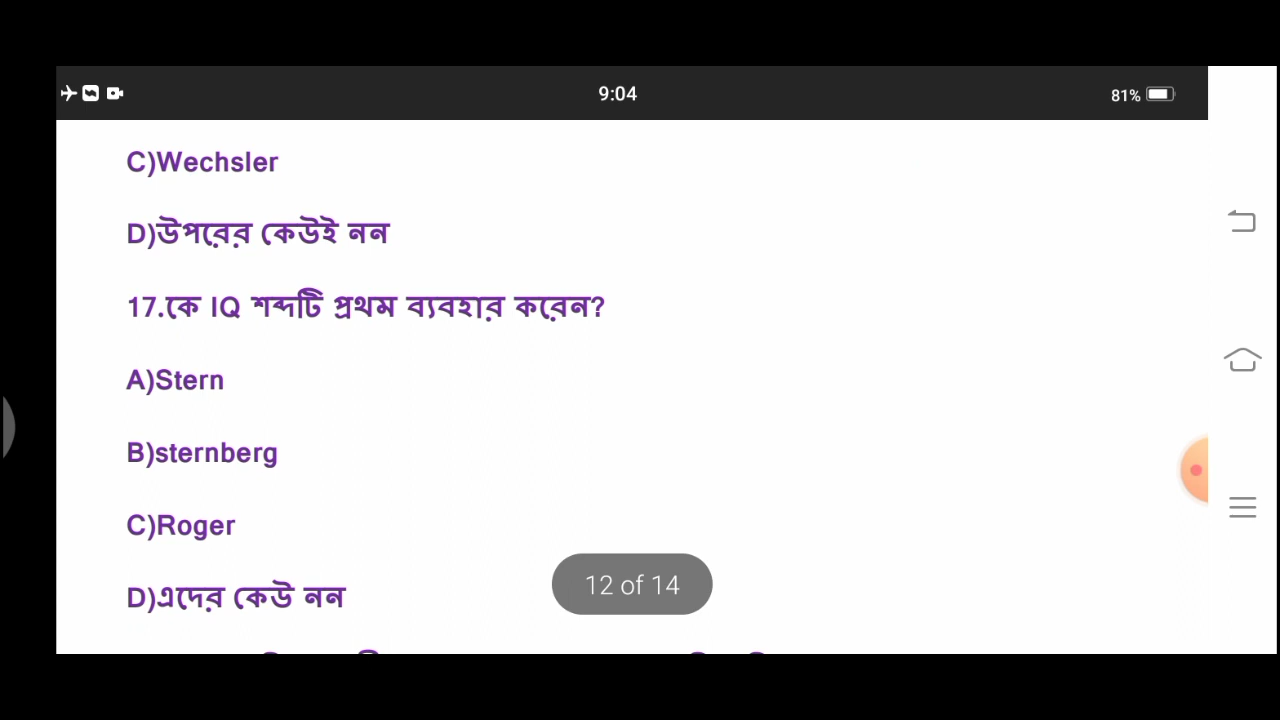 9:04
81%
C)Wechsler
D)উপরের কেউই নন
17.কে IQ শব্দটি প্রথম ব্যবহার করেন?
A)Stern
B)sternberg
C)Roger
D)এদের কেউ নন
12 of 14